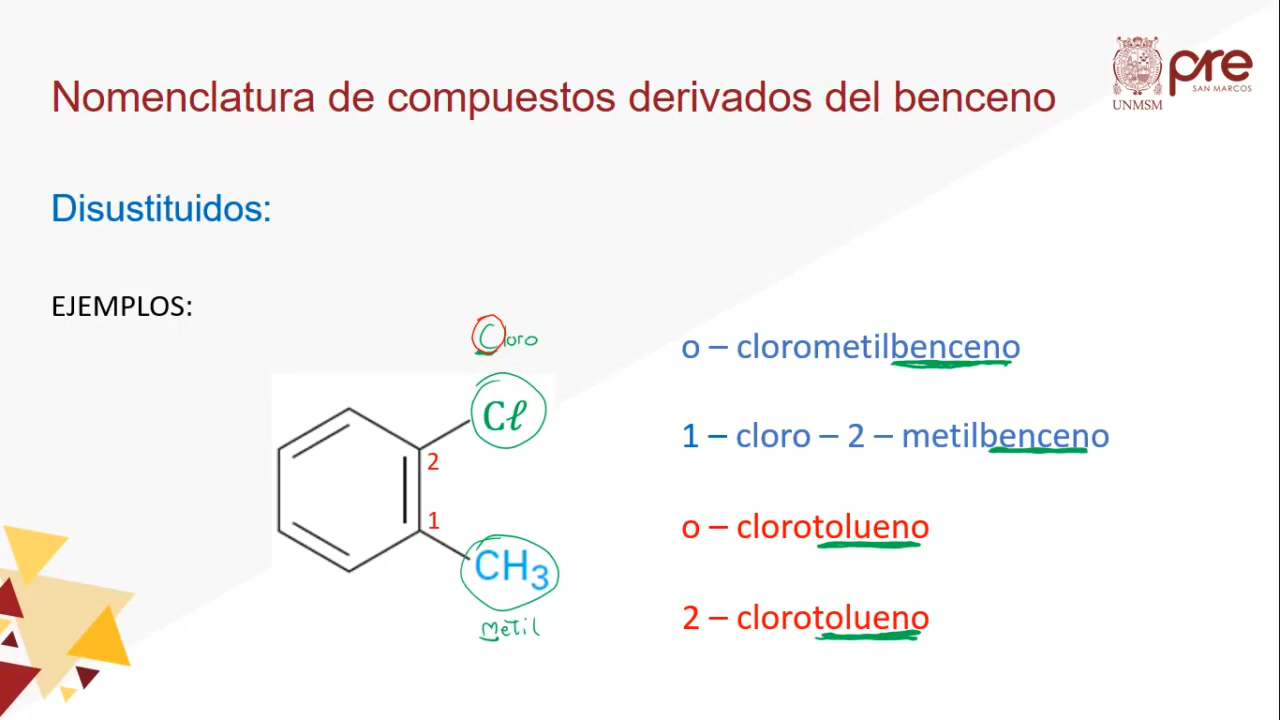 Nomenclatura de compuestos derivados del benceno
UNMSM
pre
SAN MARCOS
Disustituidos:
EJEMPLOS:
Cloro
Cℓ
2
1
CH₃
metil
o – clorometilbenceno
1 – cloro – 2 – metilbenceno
o – clorotolueno
2 – clorotolueno